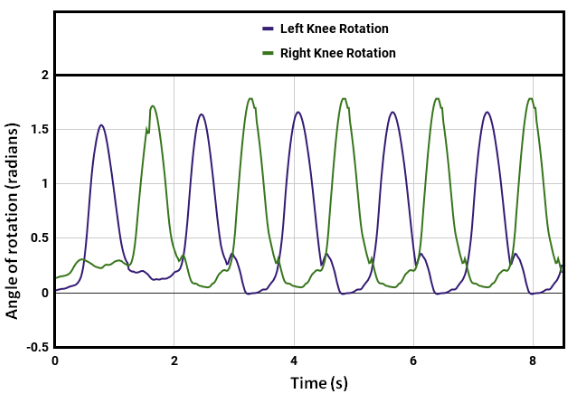 Left Knee Rotation
Right Knee Rotation
2
1.5
1
0.5
0
-0.5
Angle of rotation (radians)
0 2 4 6 8
Time (s)